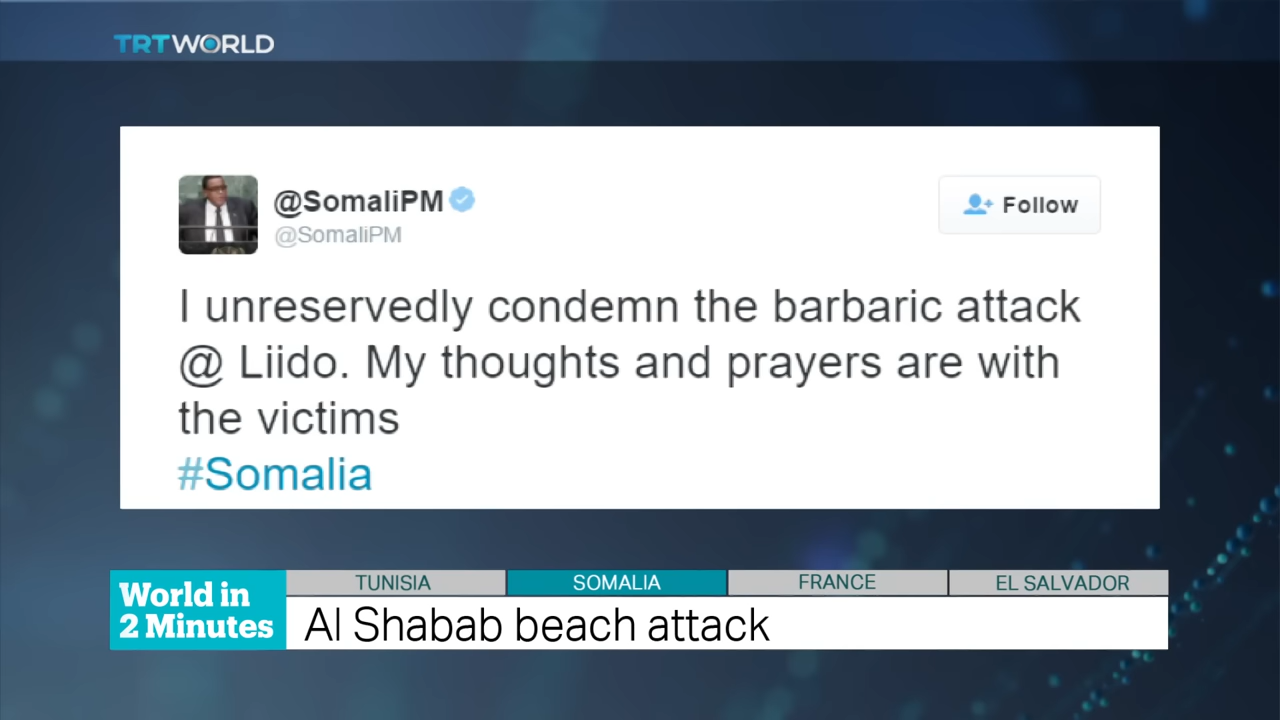 TRTWORLD
@SomaliPM
@SomaliPM
Follow
I unreservedly condemn the barbaric attack
@ Liido. My thoughts and prayers are with
the victims
#Somalia
World in
2 Minutes
TUNISIA
SOMALIA
FRANCE
EL SALVADOR
Al Shabab beach attack